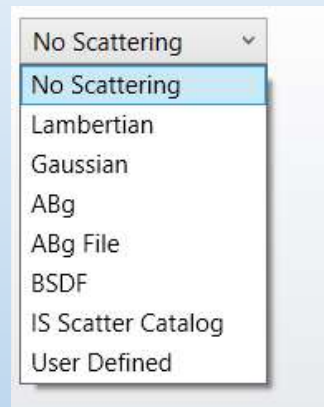 No Scattering
No Scattering
Lambertian
Gaussian
ABg
ABg File
BSDF
IS Scatter Catalog
User Defined